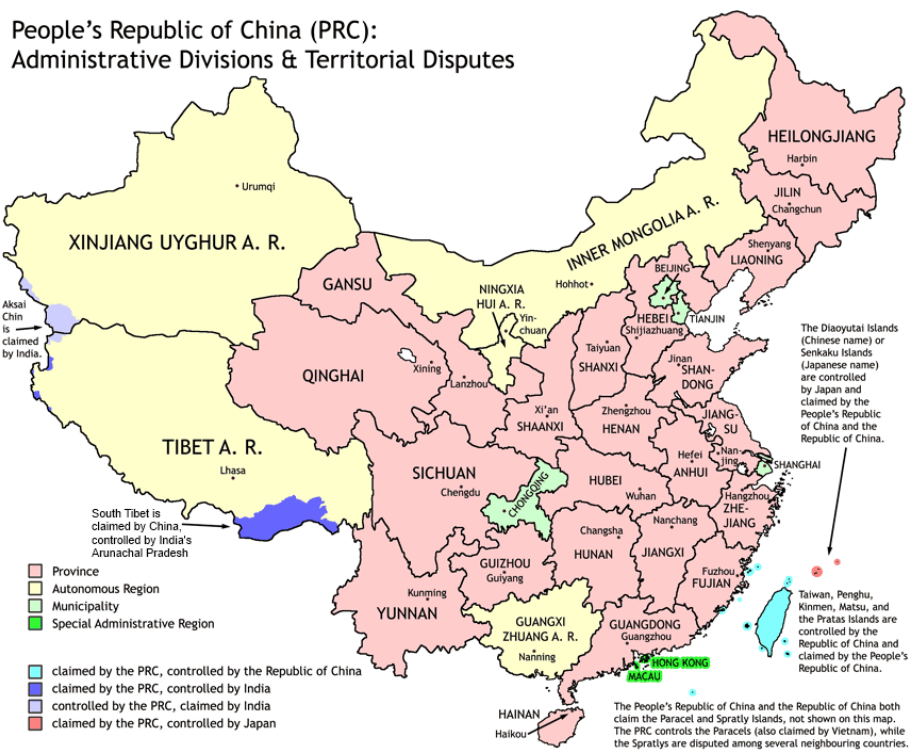 People's Republic of China (PRC):
Administrative Divisions & Territorial Disputes
HEILONGJIANG
Harbin
JILIN
Changchun
Urumqi
XINJIANG UYGHUR A. R.
INNER MONGOLIA A. R.
Hohhot
Shenyang
LIAONING
BEIJING
GANSU
NINGXIA
HUI A. R.
Yin-
chuan
HEBEI
Shijiazhuang
TIANJIN
Aksai
Chin
is
claimed
by India.
The Diaoyutai Islands
(Chinese name) or
Senkaku Islands
(Japanese name)
are controlled
by Japan and
claimed by the
People's Republic
of China and the
Republic of China.
QINGHAI
Xining
Lanzhou
Taiyuan
SHANXI
Jinan
SHAN-
DONG
Xi'an
SHAANXI
Zhengzhou
HENAN
JIANG-
SU
TIBET A. R.
Lhasa
SICHUAN
Chengdu
CHONGQING
HUBEI
Wuhan
Hefei
ANHUI
Nan-
jing
SHANGHAI
Hangzhou
ZHE-
JIANG
South Tibet is
claimed by China,
controlled by India's
Arunachal Pradesh
Changsha
HUNAN
Nanchang
JIANGXI
GUIZHOU
Guiyang
Fuzhou
FUJIAN
Kunming
YUNNAN
GUANGXI
ZHUANG A. R.
Nanning
GUANGDONG
Guangzhou
HONG KONG
MACAU
HAINAN
Haikou
Taiwan, Penghu,
Kinmen, Matsu, and
the Pratas Islands are
controlled by the
Republic of China and
claimed by the People's
Republic of China.
Province
Autonomous Region
Municipality
Special Administrative Region
claimed by the PRC, controlled by the Republic of China
claimed by the PRC, controlled by India
controlled by the PRC, claimed by India
claimed by the PRC, controlled by Japan
The People's Republic of China and the Republic of China both
claim the Paracel and Spratly Islands, not shown on this map.
The PRC controls the Paracels (also claimed by Vietnam), while
the Spratlys are disputed among several neighbouring countries.